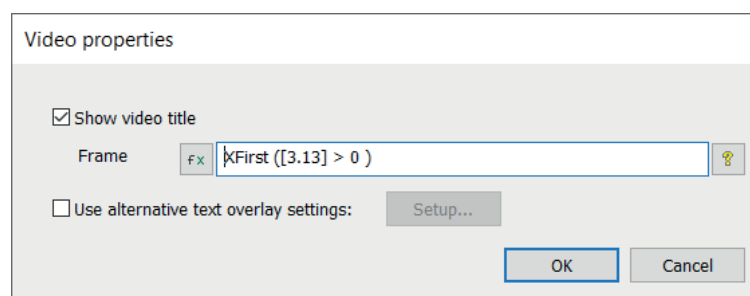 Video properties
Show video title
Frame fx XFirst ([3.13] > 0 ) ?
Use alternative text overlay settings: Setup...
OK Cancel